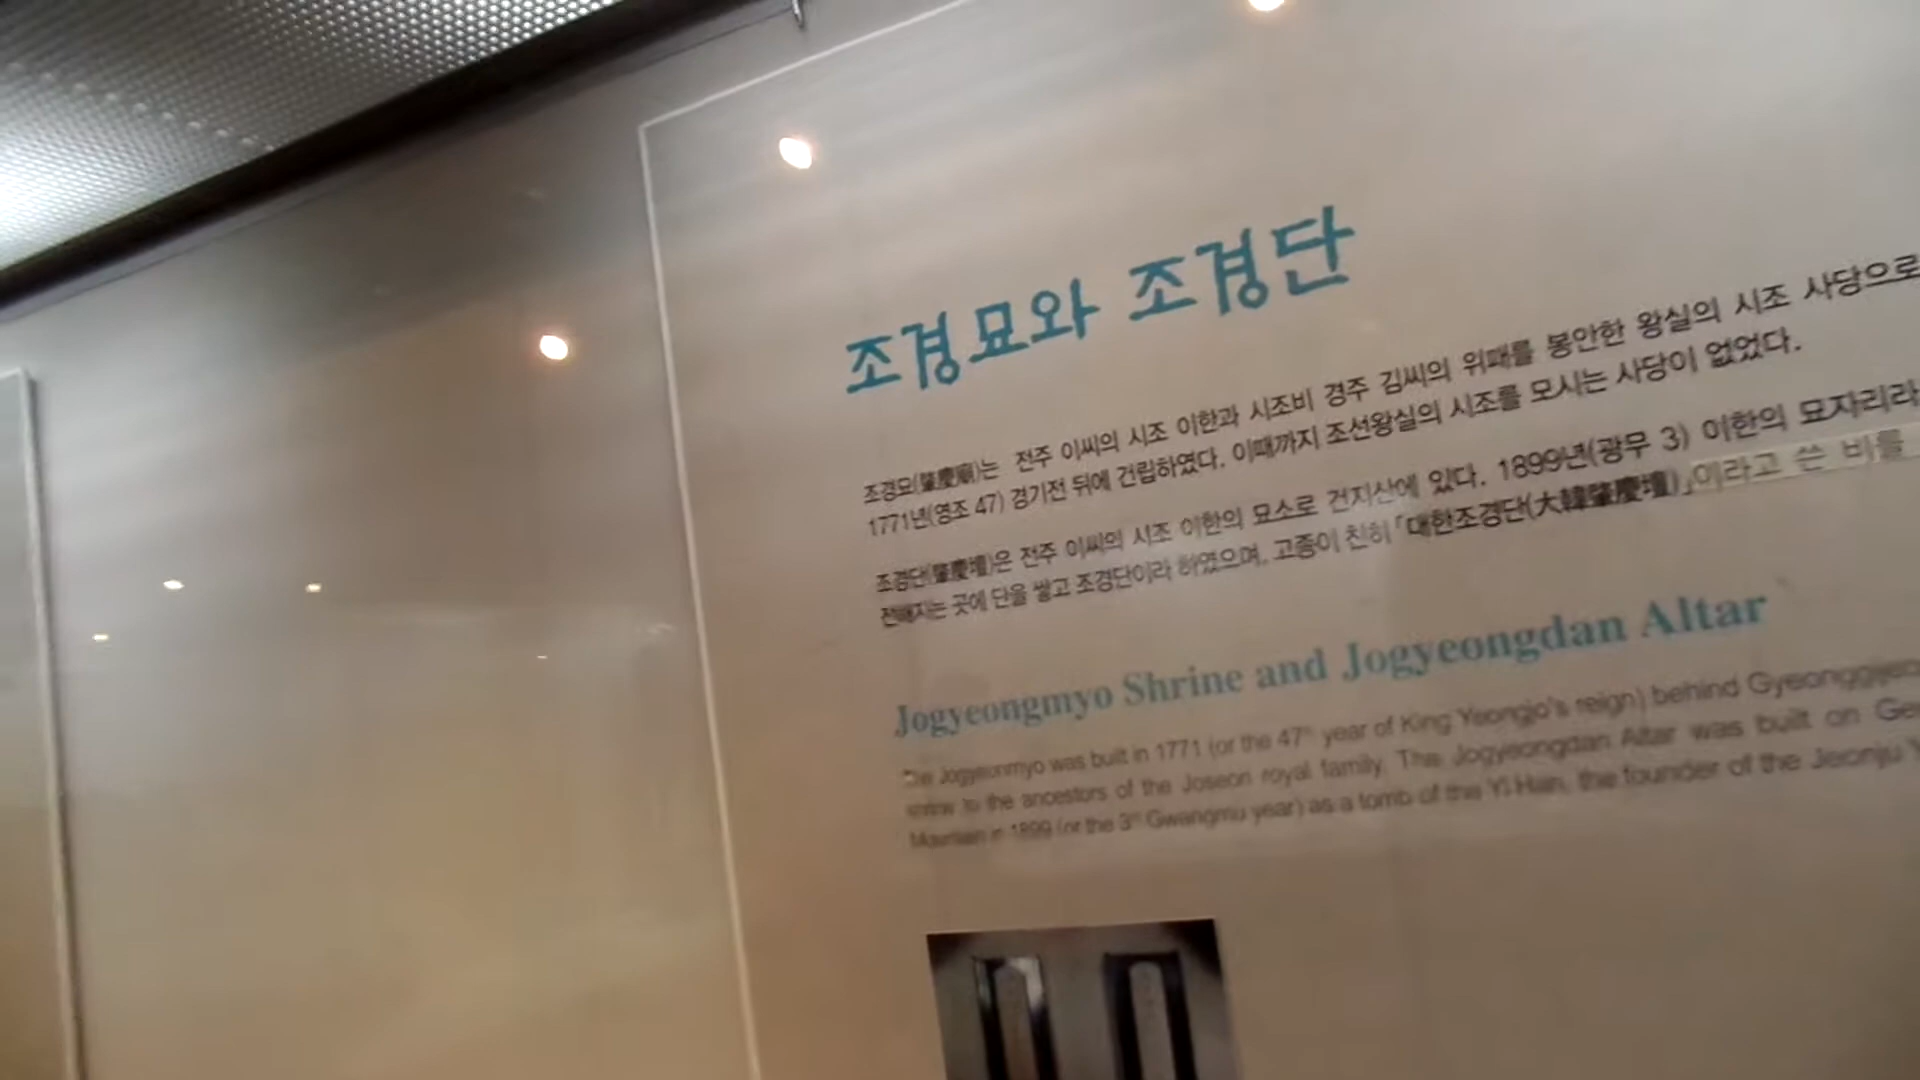 조경묘와 조경단
조경묘(肇慶廟)는 전주 이씨의 시조 이한과 시조비 경주 김씨의 위패를 봉안한 왕실의 시조 사당으로
1771년(영조 47) 경기전 뒤에 건립하였다. 이때까지 조선왕실의 시조를 모시는 사당이 없었다.
조경단(肇慶壇)은 전주 이씨의 시조 이한의 묘소로 건지산에 있다. 1899년(광무 3) 이한의 묘자리라
전해지는 곳에 단을 쌓고 조경단이라 하였으며, 고종이 친히 「대한조경단(大韓肇慶壇)」이라고 쓴 비를
Jogyeongmyo Shrine and Jogyeongdan Altar
The Jogyeonmyo was built in 1771 (or the 47th year of King Yeongjo's reign) behind Gyeonggijeo
shrine to the ancestors of the Joseon royal family. The Jogyeongdan Altar was built on Ge
Mountain in 1899 (or the 3rd Gwangmu year) as a tomb of the Yi Han, the founder of the Jeonju Y